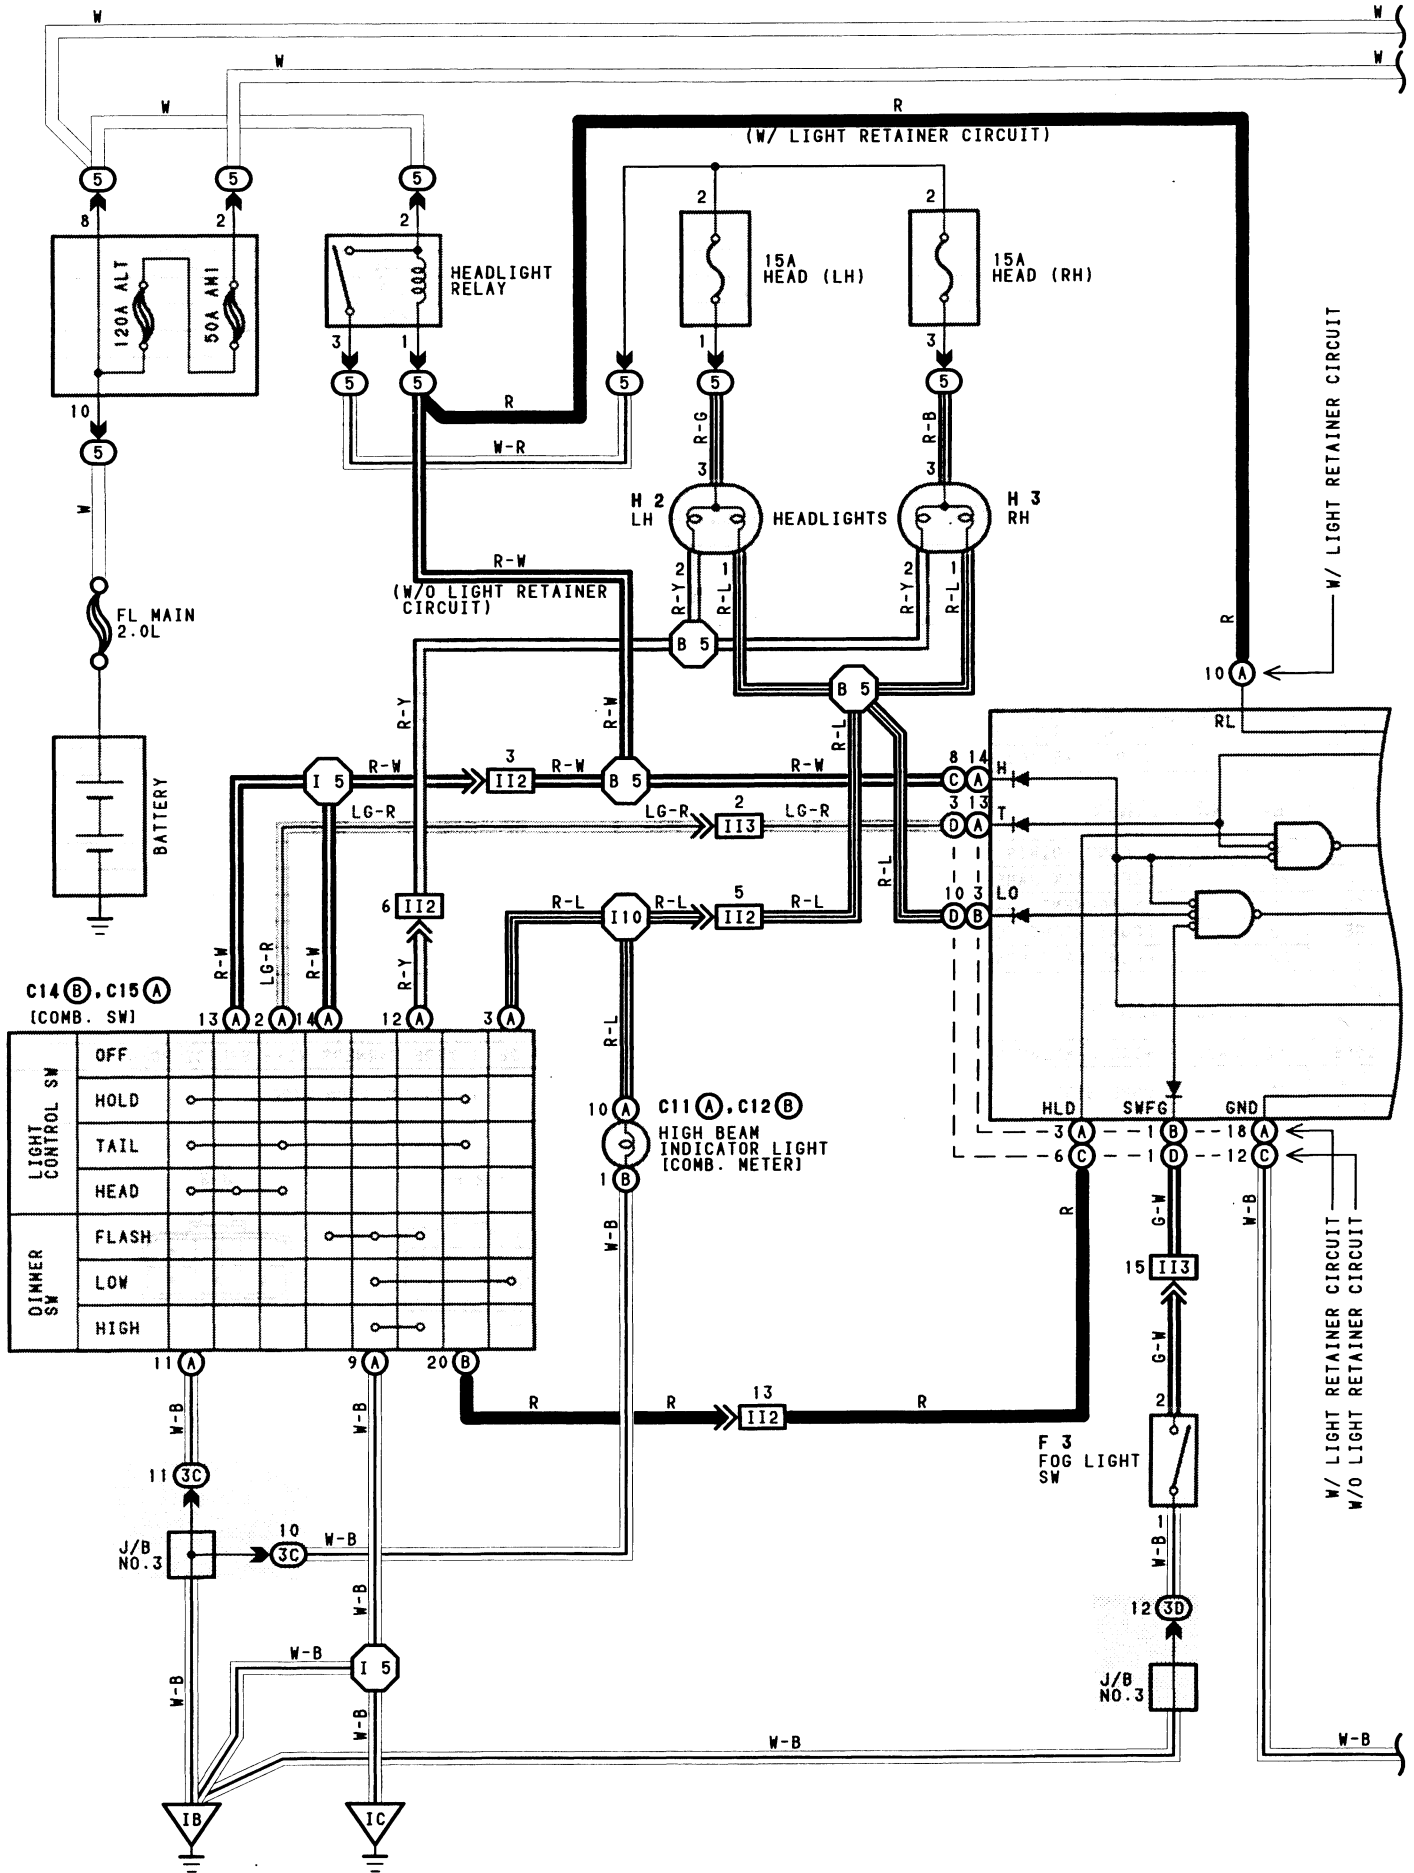 W
W
W
W
W
R
(W/ LIGHT RETAINER CIRCUIT)
5
5
5
8
2
2
2
2
120A ALT
50A AM1
HEADLIGHT
RELAY
15A
HEAD (LH)
15A
HEAD (RH)
3
1
1
3
5
5
5
5
5
10
5
R
W-R
R-G
R-B
W
W/ LIGHT RETAINER CIRCUIT
3
3
H 2
LH
HEADLIGHTS
H 3
RH
R-W
(W/O LIGHT RETAINER
CIRCUIT)
2
1
2
1
R-Y
R-L
R-Y
R-L
FL MAIN
2.0L
B 5
B 5
R
10 A
RL
R-Y
R-W
R-L
BATTERY
I 5
R-W
3
II2
R-W
B 5
R-W
8 14
C A
H
LG-R
LG-R
2
II3
LG-R
3 13
D A
T
R-L
6 II2
R-L
I10
R-L
5
II2
R-L
10 3
D B
LO
R-W
LG-R
R-W
R-Y
R-L
C14 B , C15 A
[COMB. SW]
13 A
2 A
14 A
12 A
3 A
LIGHT
CONTROL SW
OFF
HOLD
TAIL
HEAD
DIMMER
SW
FLASH
LOW
HIGH
10 A
C11 A , C12 B
HIGH BEAM
INDICATOR LIGHT
[COMB. METER]
1 B
HLD
SWFG
GND
3 A
1 B
18 A
6 C
1 D
12 C
W-B
R
G-W
W-B
15 II3
11 A
9 A
20 B
G-W
W/ LIGHT RETAINER CIRCUIT
W/O LIGHT RETAINER CIRCUIT
W-B
W-B
R
R
13
II2
R
2
F 3
FOG LIGHT
SW
1
11 3C
J/B
NO.3
10
3C
W-B
W-B
W-B
12 3D
W-B
W-B
I 5
W-B
J/B
NO.3
W-B
W-B
IB
IC